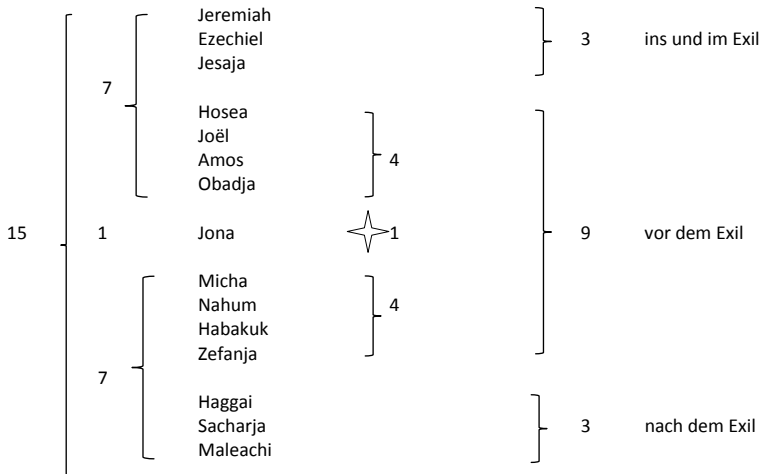 Jeremiah
Ezechiel 3 ins und im Exil
Jesaja
7
Hosea
Joël
Amos 4
Obadja
15 1 Jona 1 9 vor dem Exil
Micha
Nahum 4
Habakuk
Zefanja
7
Haggai
Sacharja 3 nach dem Exil
Maleachi